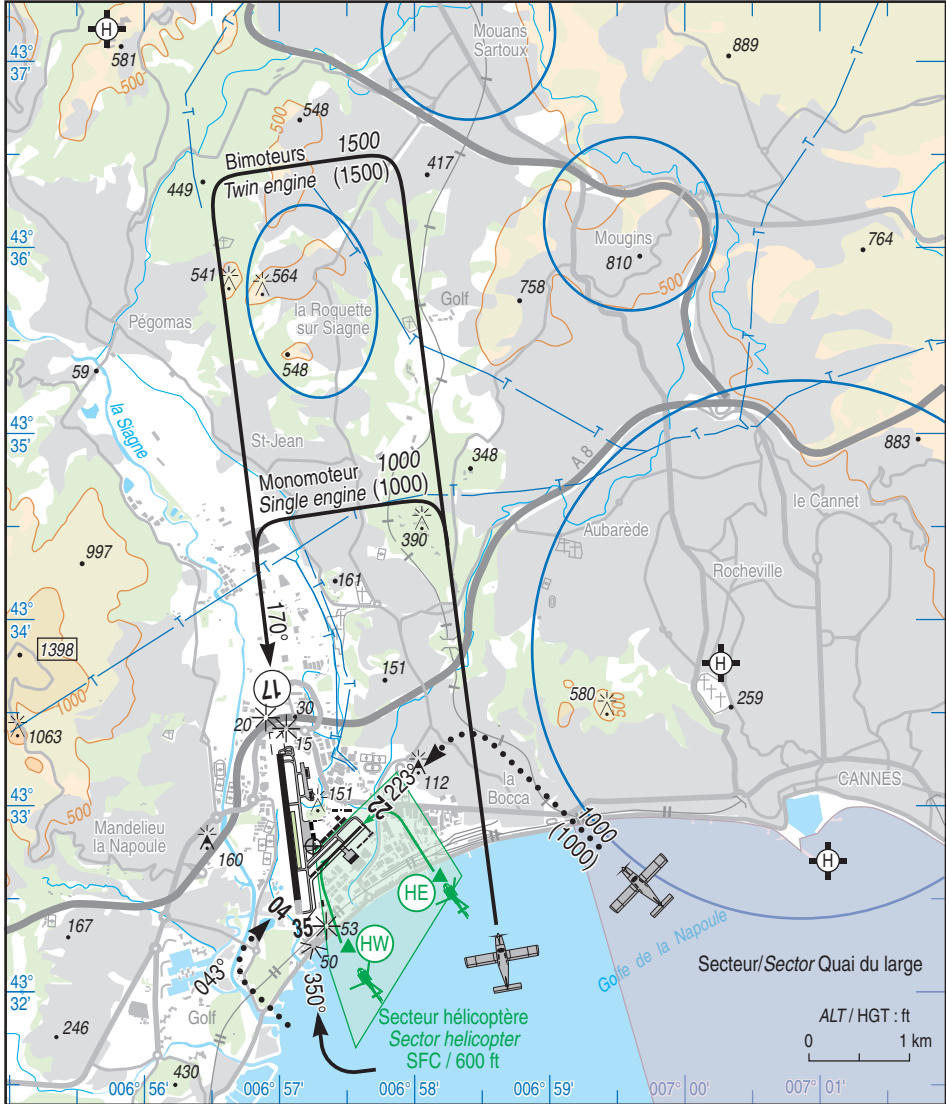 H
581
43°
37'
500
548
500
Mouans
Sartoux
889
T
T
Bimoteurs 1500
Twin engine (1500)
449
417
43°
36'
Mougins
810
764
T
541
564
758
500
500
la Roquette
sur Siagne
Golf
Pégomas
548
59
T
T
la Siagne
43°
35'
St-Jean
883
A 8
Monomoteur 1000
Single engine (1000)
348
T
T
le Cannet
390
Aubarède
997
161
Rocheville
T
T
43°
34'
170°
1398
151
H
1000
17
580
500
259
1063
20
30
15
112
500
223°
22
la
Bocca
CANNES
43°
33'
151
1000
(1000)
Mandelieu
la Napoule
160
H
HE
04
35
53
HW
167
50
043°
Golfe de la Napoule
Secteur/Sector Quai du large
43°
32'
350°
Golf
Secteur hélicoptère
Sector helicopter
SFC / 600 ft
ALT / HGT : ft
0 1 km
246
430
006° 56'
006° 57'
006° 58'
006° 59'
007° 00'
007° 01'